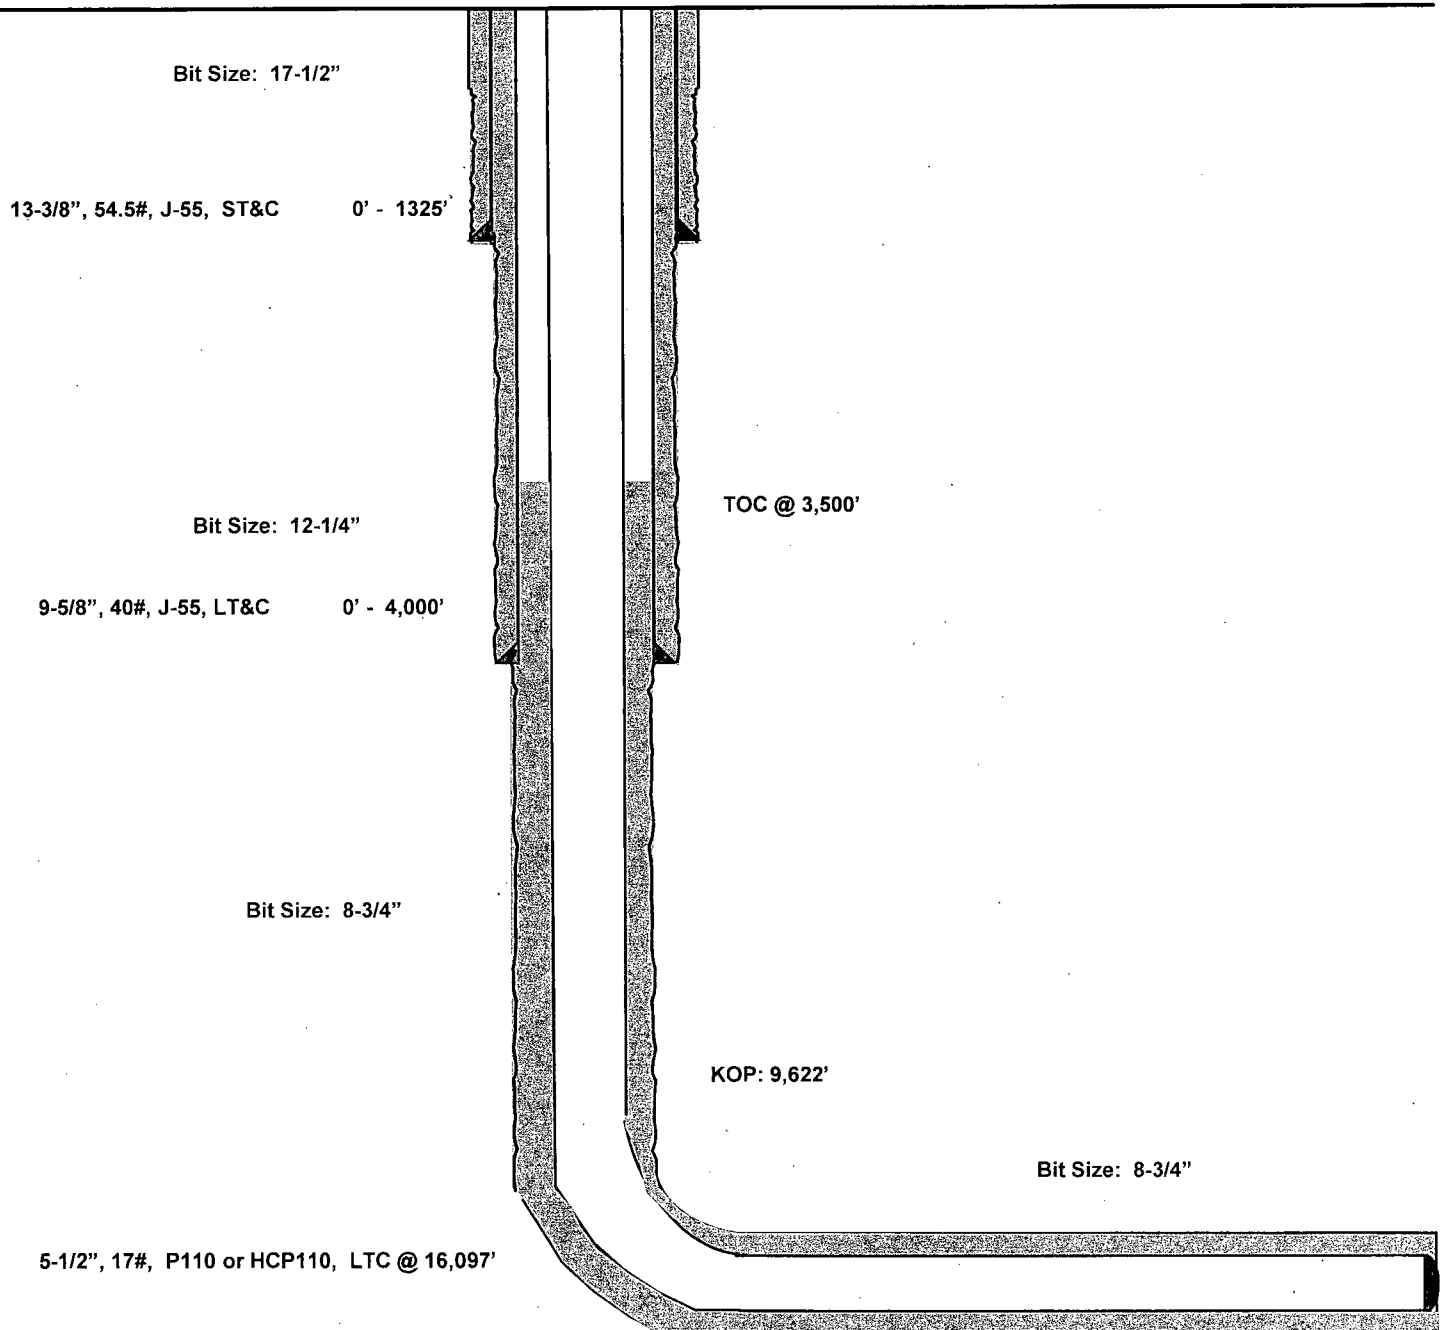 Bit Size: 17-1/2”
13-3/8”, 54.5#, J-55, ST&C 0’ - 1325’
TOC @ 3,500’
Bit Size: 12-1/4”
9-5/8”, 40#, J-55, LT&C 0’ - 4,000’
Bit Size: 8-3/4”
KOP: 9,622’
Bit Size: 8-3/4”
5-1/2”, 17#, P110 or HCP110, LTC @ 16,097’